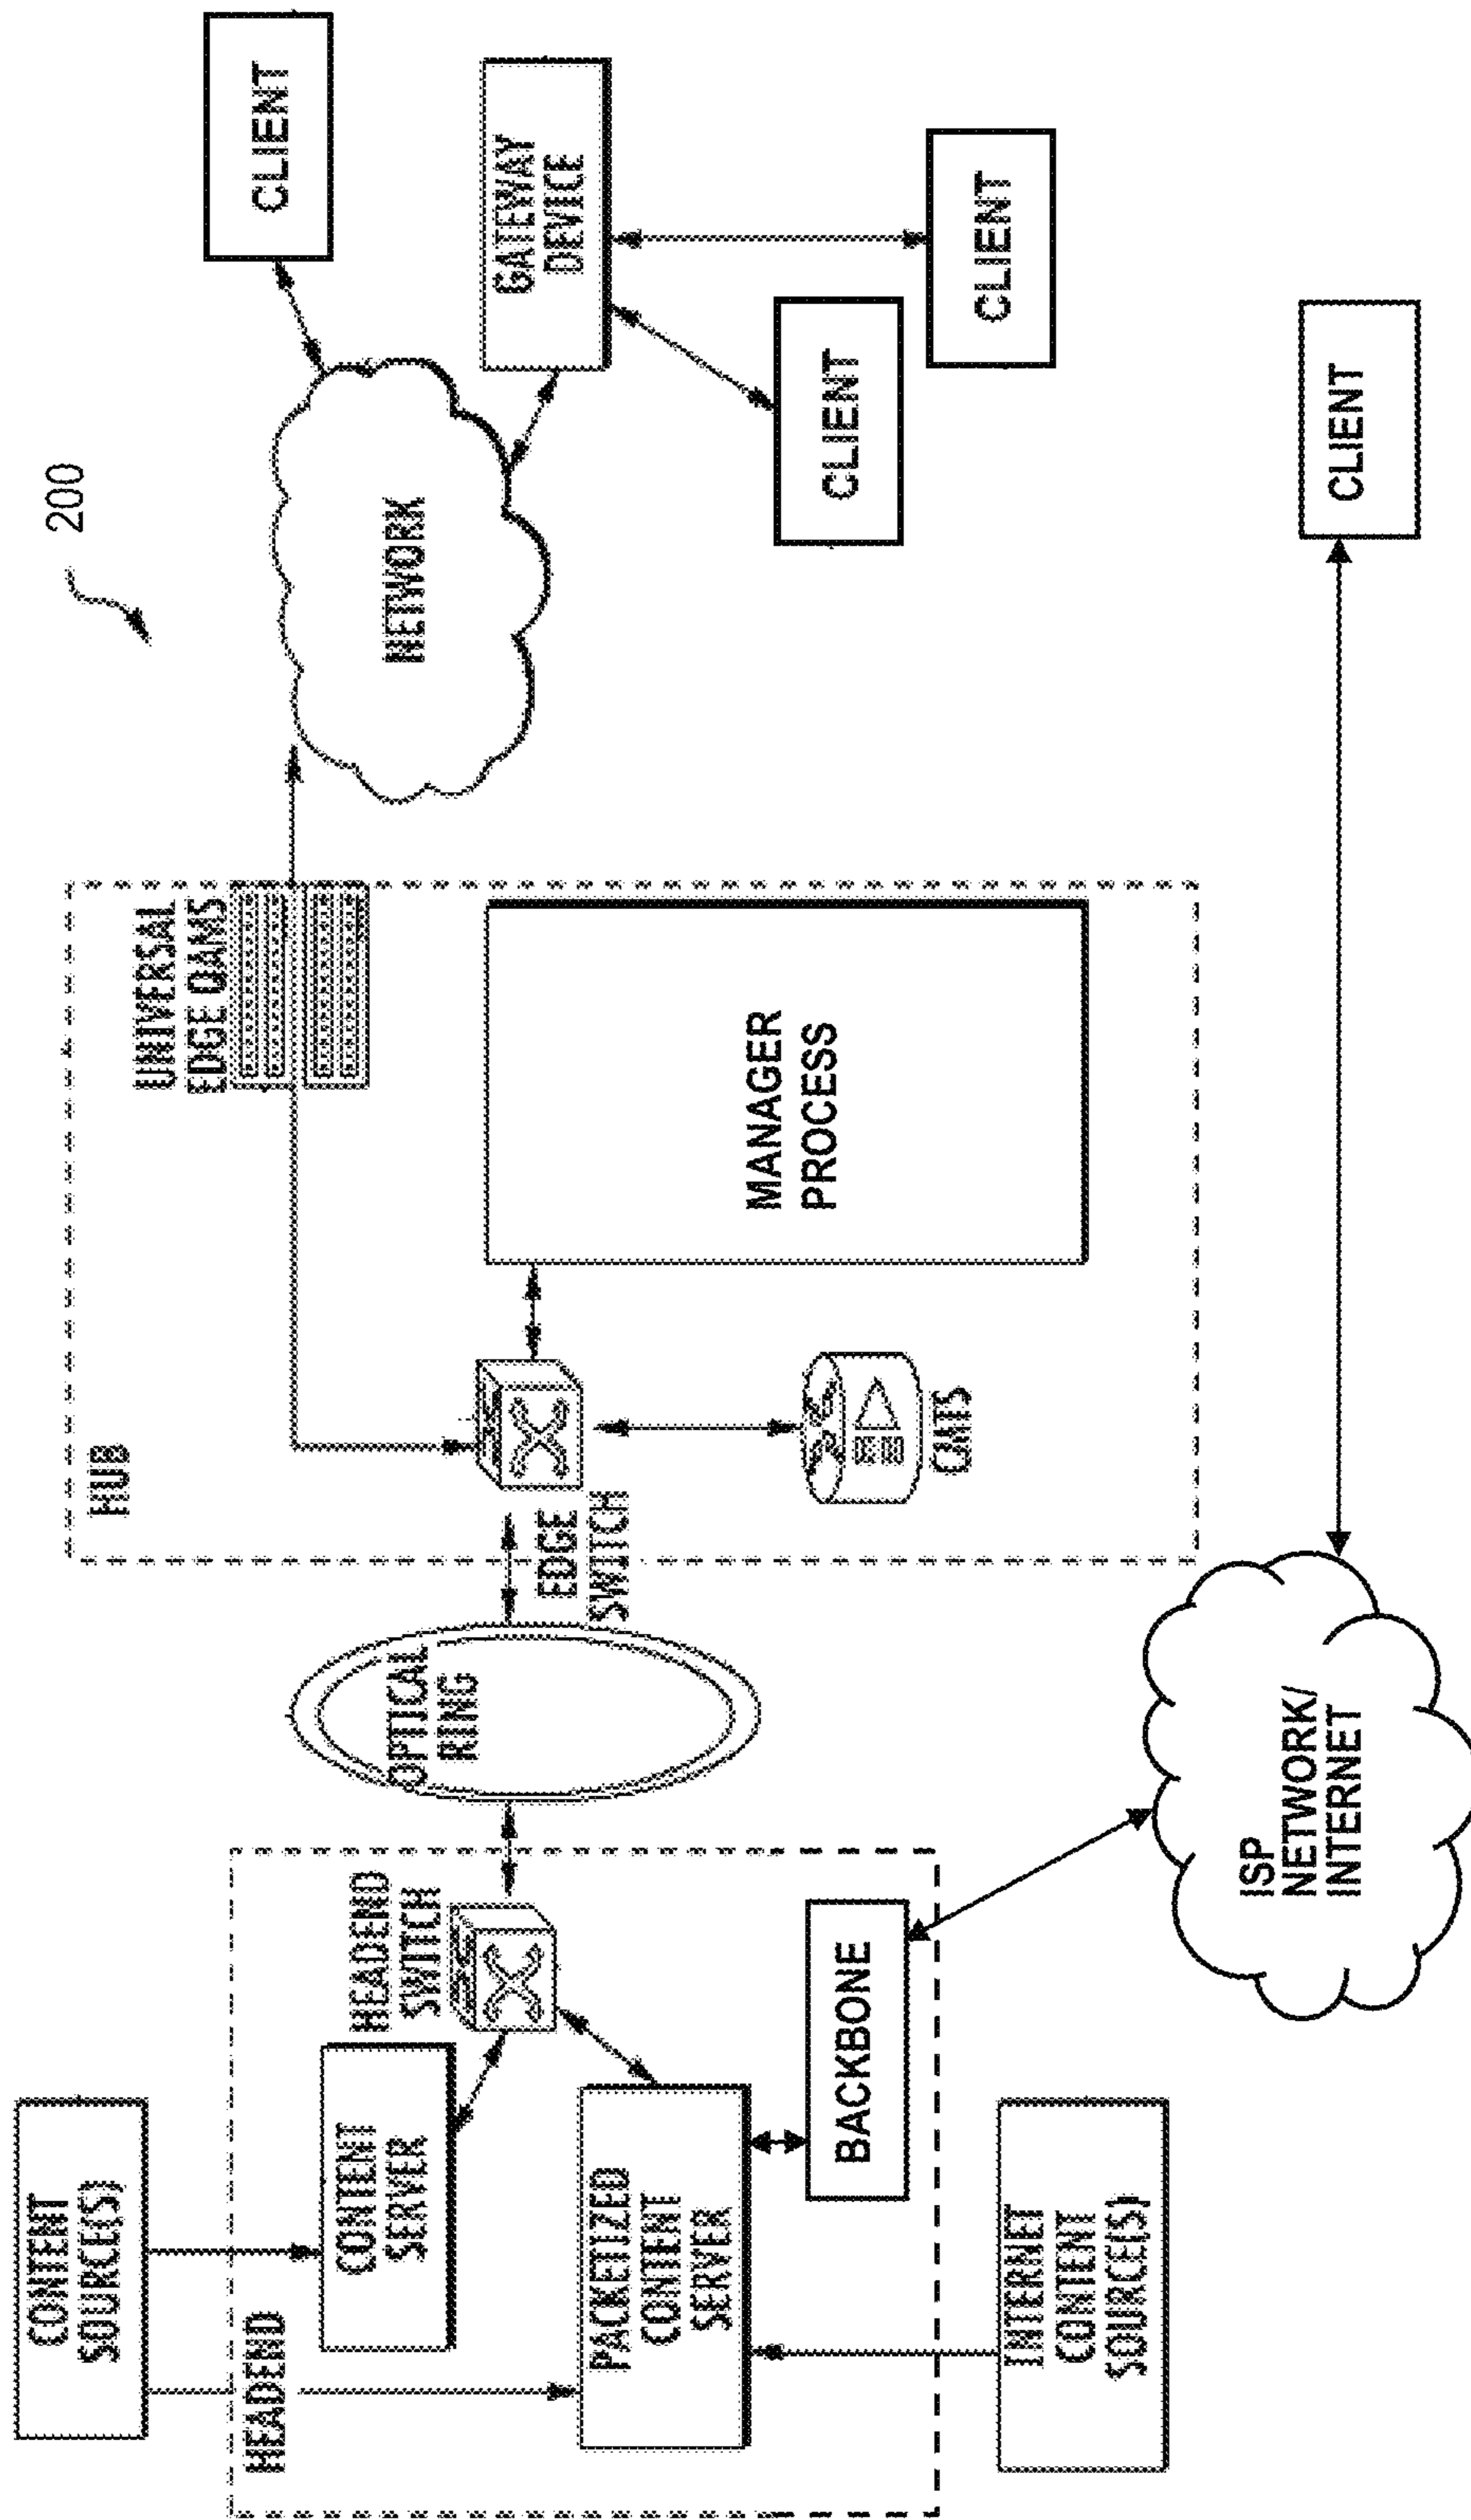 200
CONTENT
SOURCE(S)
HEADEND
CONTENT
SERVER
PACKETIZED
CONTENT
SERVER
HEADEND
SWITCH
BACKBONE
INTERNET
CONTENT
SOURCE(S)
OPTICAL
RING
ISP
NETWORK/
INTERNET
HUB
EDGE
SWITCH
CMTS
UNIVERSAL
EDGE QAMS
MANAGER
PROCESS
NETWORK
CLIENT
GATEWAY
DEVICE
CLIENT
CLIENT
CLIENT